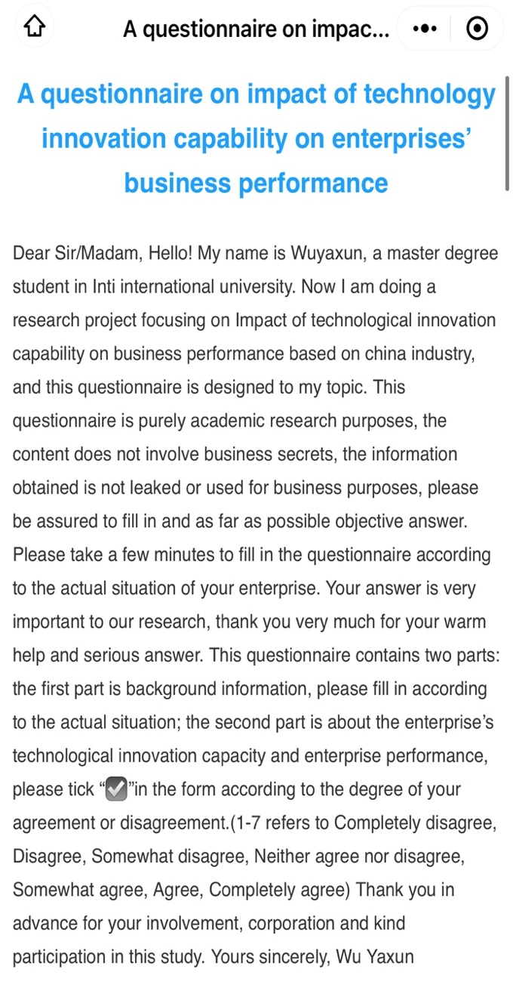 A questionnaire on impac...
A questionnaire on impact of technology
innovation capability on enterprises’
business performance
Dear Sir/Madam, Hello! My name is Wuyaxun, a master degree
student in Inti international university. Now I am doing a
research project focusing on Impact of technological innovation
capability on business performance based on china industry,
and this questionnaire is designed to my topic. This
questionnaire is purely academic research purposes, the
content does not involve business secrets, the information
obtained is not leaked or used for business purposes, please
be assured to fill in and as far as possible objective answer.
Please take a few minutes to fill in the questionnaire according
to the actual situation of your enterprise. Your answer is very
important to our research, thank you very much for your warm
help and serious answer. This questionnaire contains two parts:
the first part is background information, please fill in according
to the actual situation; the second part is about the enterprise’s
technological innovation capacity and enterprise performance,
please tick “☑️”in the form according to the degree of your
agreement or disagreement.(1-7 refers to Completely disagree,
Disagree, Somewhat disagree, Neither agree nor disagree,
Somewhat agree, Agree, Completely agree) Thank you in
advance for your involvement, corporation and kind
participation in this study. Yours sincerely, Wu Yaxun